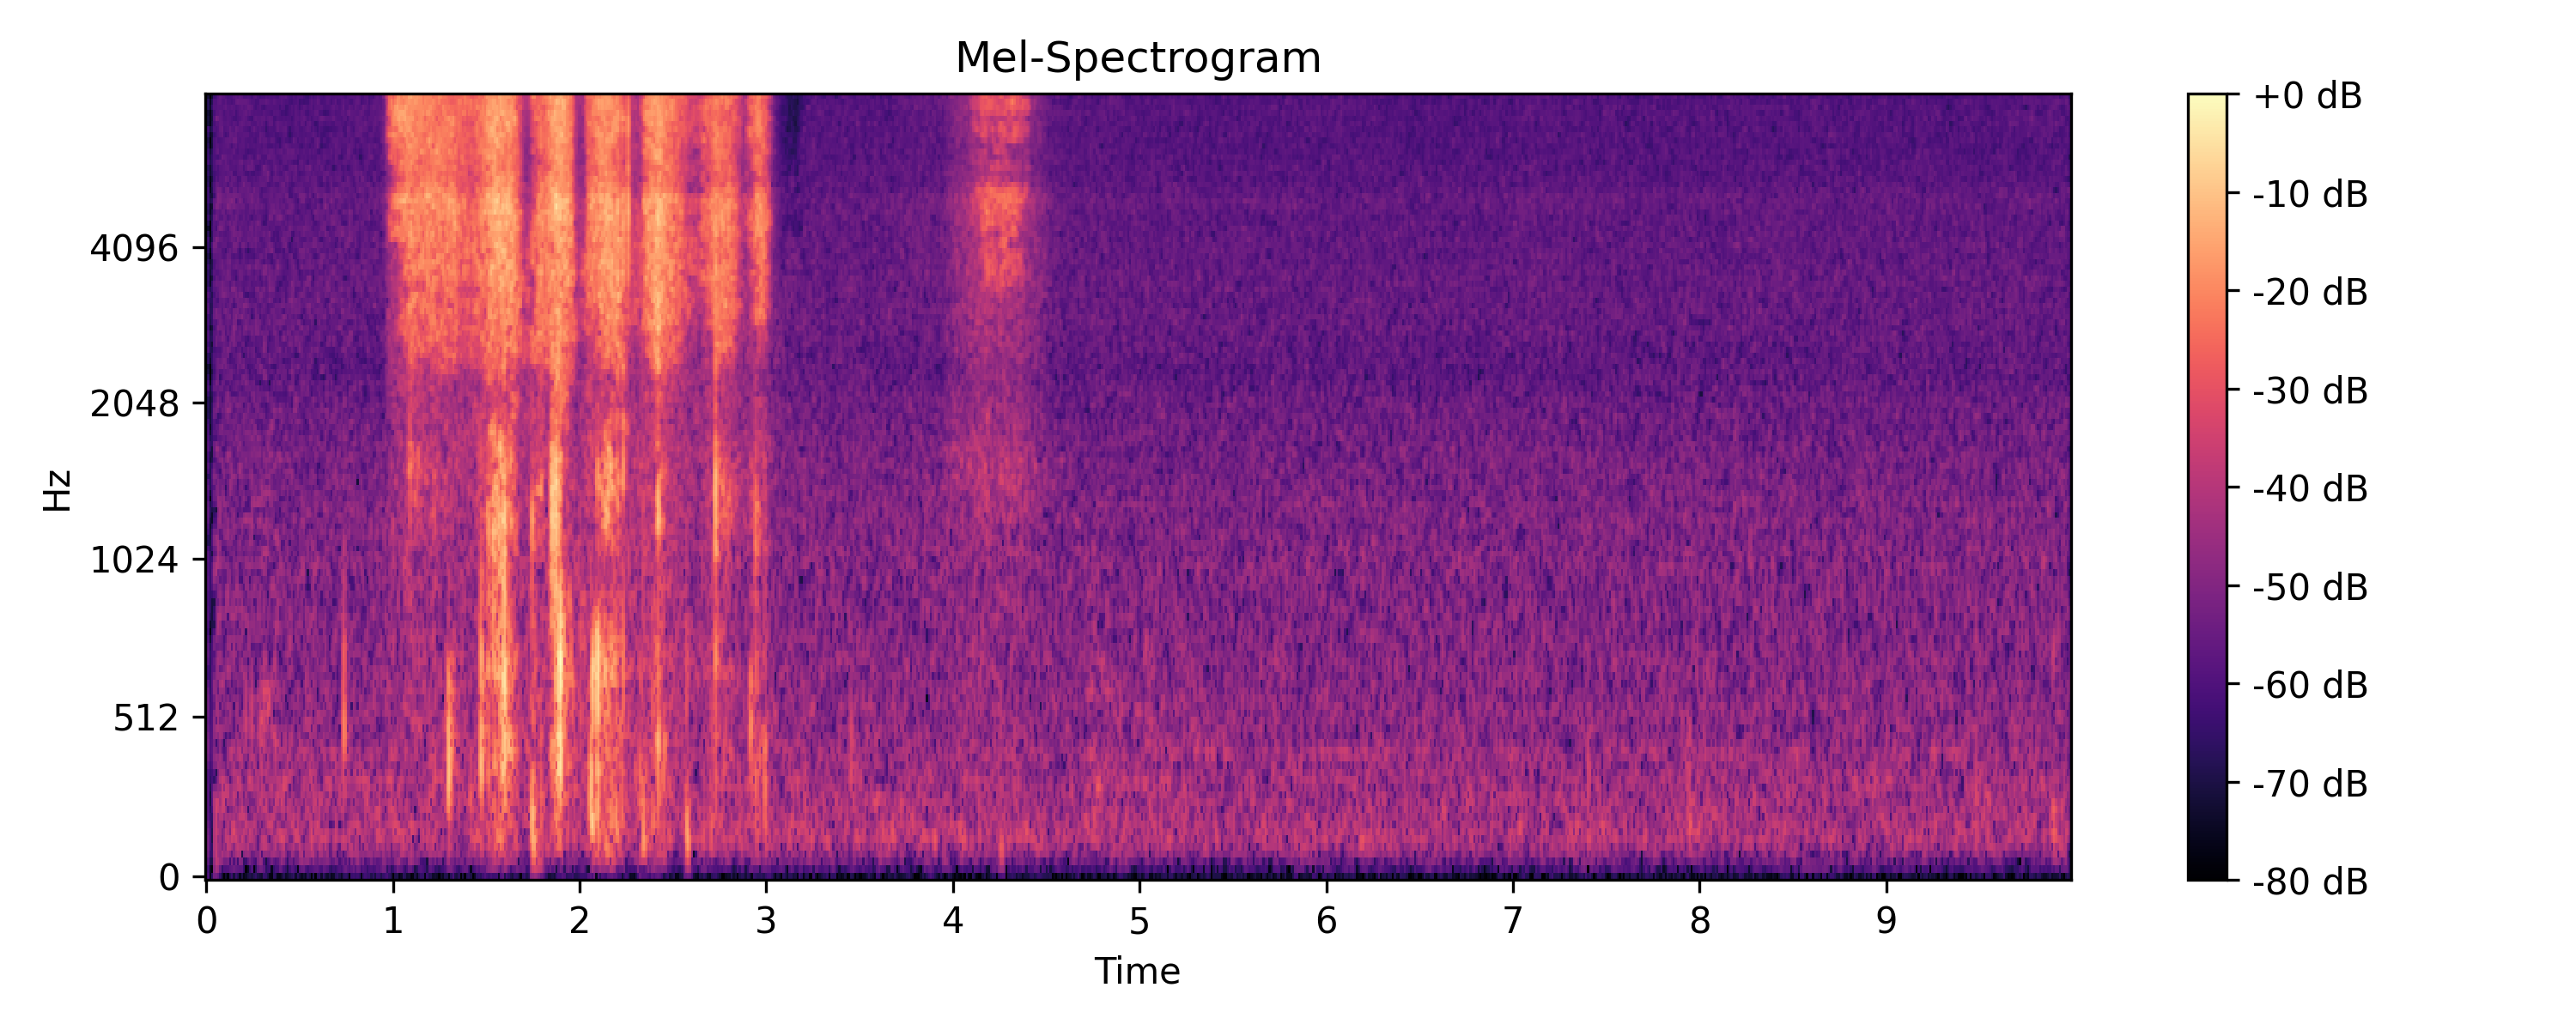 Mel-Spectrogram
Hz
4096
2048
1024
512
0
0 1 2 3 4 5 6 7 8 9
Time
+0 dB
-10 dB
-20 dB
-30 dB
-40 dB
-50 dB
-60 dB
-70 dB
-80 dB